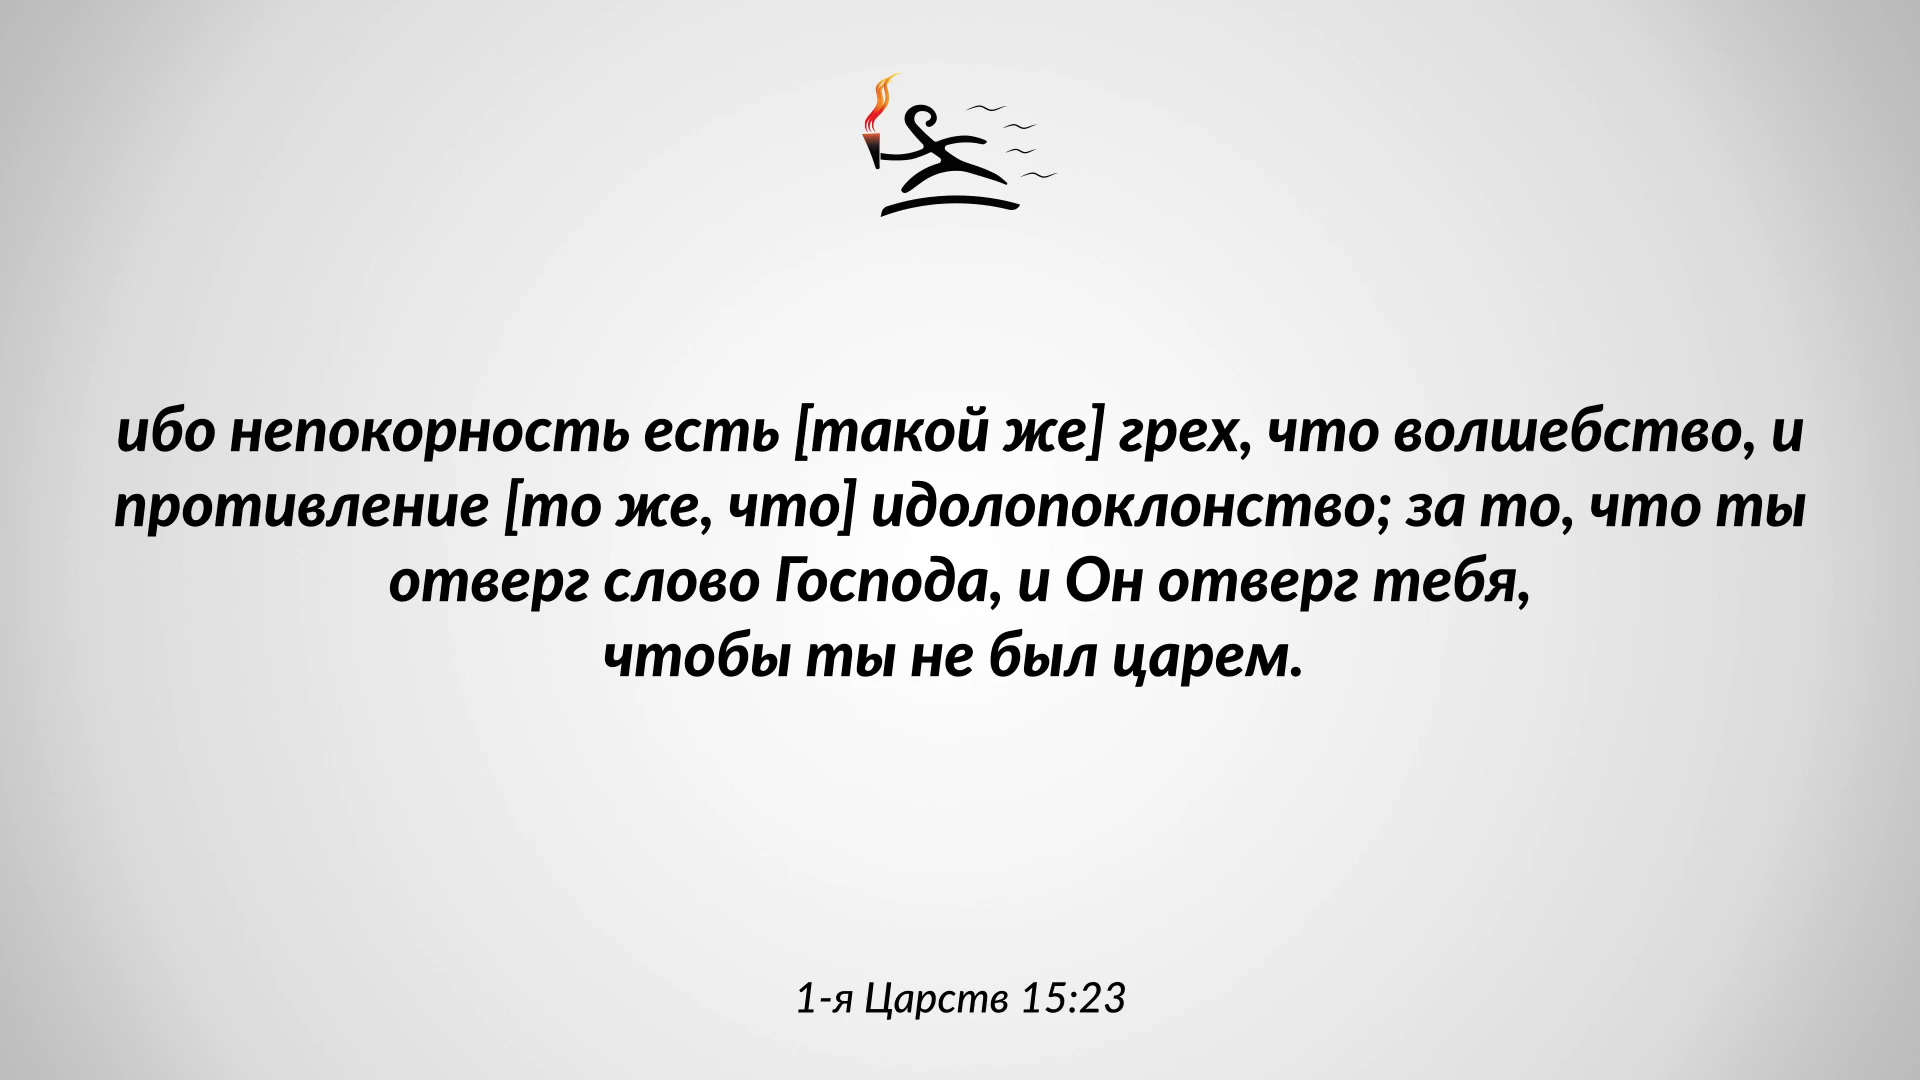 ибо непокорность есть [такой же] грех, что волшебство, и
противление [то же, что] идолопоклонство; за то, что ты
отверг слово Господа, и Он отверг тебя,
чтобы ты не был царем.
1-я Царств 15:23